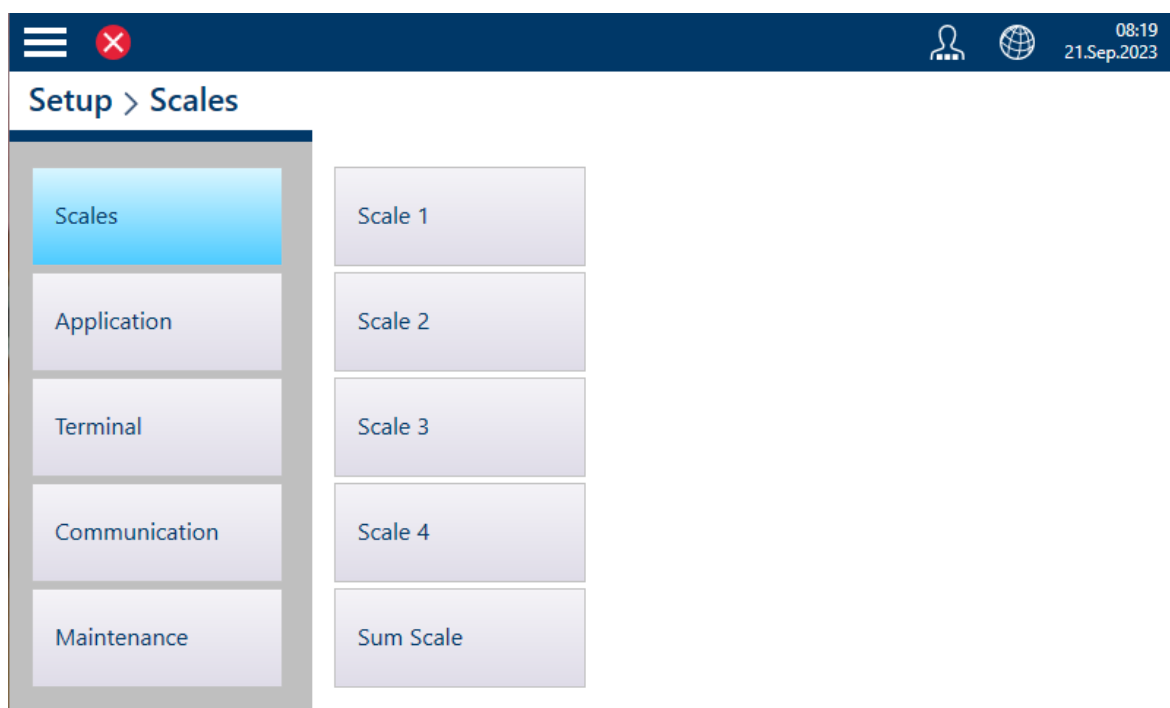 08:19
21.Sep.2023
Setup > Scales
Scales
Application
Terminal
Communication
Maintenance
Scale 1
Scale 2
Scale 3
Scale 4
Sum Scale